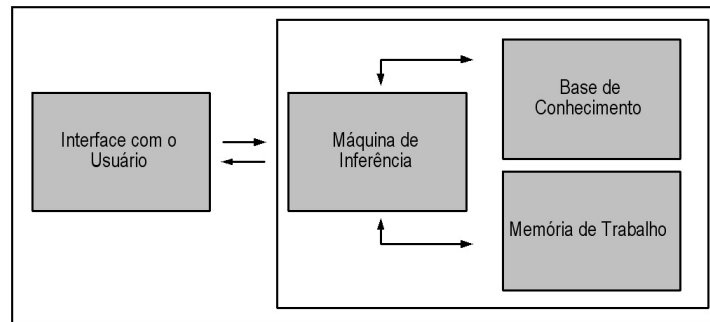 Interface com o
Usuário
Máquina de
Inferência
Base de
Conhecimento
Memória de Trabalho